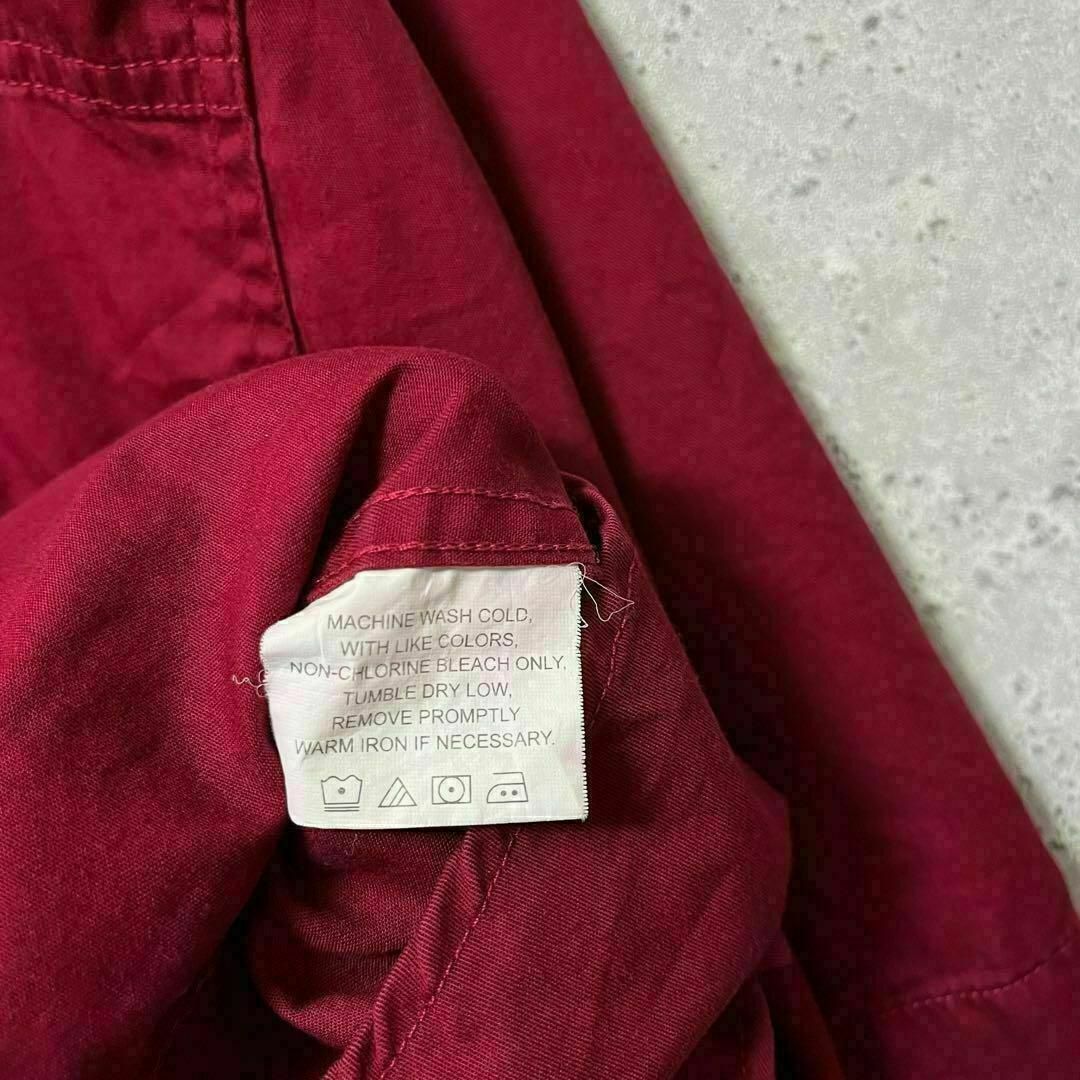 MACHINE WASH COLD,
WITH LIKE COLORS,
NON-CHLORINE BLEACH ONLY,
TUMBLE DRY LOW,
REMOVE PROMPTLY
WARM IRON IF NECESSARY.